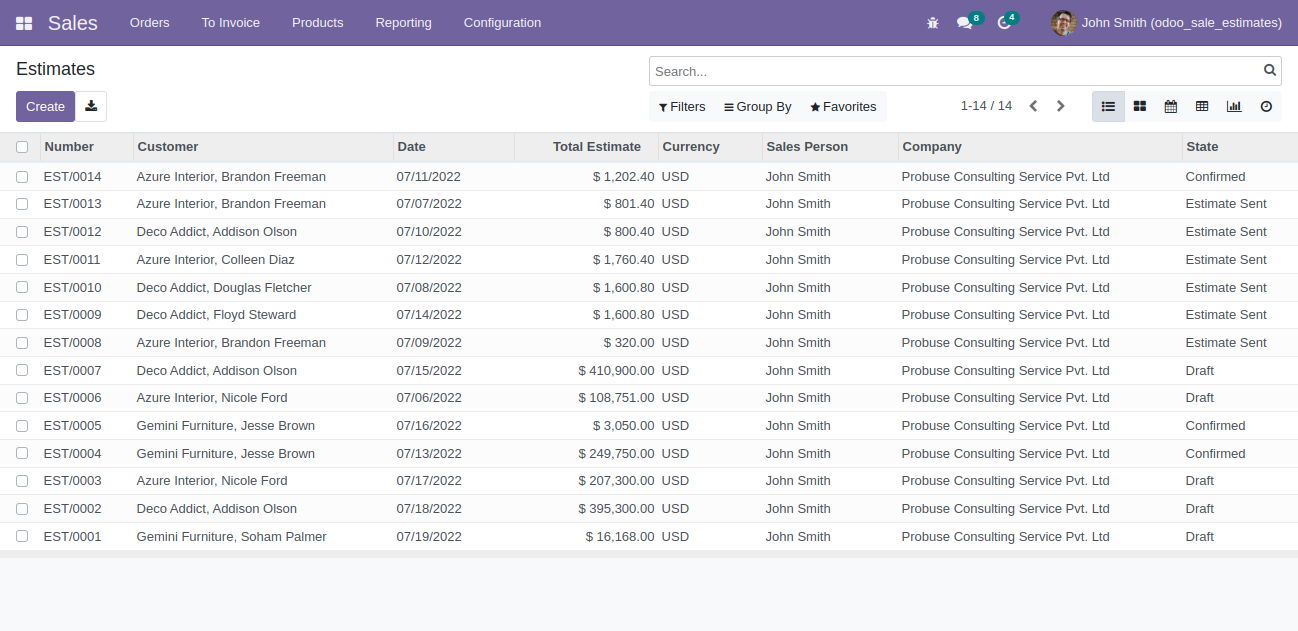 Sales Orders To Invoice Products Reporting Configuration 8 4 John Smith (odoo_sale_estimates)
Estimates Search...
Create Filters Group By Favorites 1-14 / 14
Number Customer Date Total Estimate Currency Sales Person Company State
EST/0014 Azure Interior, Brandon Freeman 07/11/2022 $ 1,202.40 USD John Smith Probuse Consulting Service Pvt. Ltd Confirmed
EST/0013 Azure Interior, Brandon Freeman 07/07/2022 $ 801.40 USD John Smith Probuse Consulting Service Pvt. Ltd Estimate Sent
EST/0012 Deco Addict, Addison Olson 07/10/2022 $ 800.40 USD John Smith Probuse Consulting Service Pvt. Ltd Estimate Sent
EST/0011 Azure Interior, Colleen Diaz 07/12/2022 $ 1,760.40 USD John Smith Probuse Consulting Service Pvt. Ltd Estimate Sent
EST/0010 Deco Addict, Douglas Fletcher 07/08/2022 $ 1,600.80 USD John Smith Probuse Consulting Service Pvt. Ltd Estimate Sent
EST/0009 Deco Addict, Floyd Steward 07/14/2022 $ 1,600.80 USD John Smith Probuse Consulting Service Pvt. Ltd Estimate Sent
EST/0008 Azure Interior, Brandon Freeman 07/09/2022 $ 320.00 USD John Smith Probuse Consulting Service Pvt. Ltd Estimate Sent
EST/0007 Deco Addict, Addison Olson 07/15/2022 $ 410,900.00 USD John Smith Probuse Consulting Service Pvt. Ltd Draft
EST/0006 Azure Interior, Nicole Ford 07/06/2022 $ 108,751.00 USD John Smith Probuse Consulting Service Pvt. Ltd Draft
EST/0005 Gemini Furniture, Jesse Brown 07/16/2022 $ 3,050.00 USD John Smith Probuse Consulting Service Pvt. Ltd Confirmed
EST/0004 Gemini Furniture, Jesse Brown 07/13/2022 $ 249,750.00 USD John Smith Probuse Consulting Service Pvt. Ltd Confirmed
EST/0003 Azure Interior, Nicole Ford 07/17/2022 $ 207,300.00 USD John Smith Probuse Consulting Service Pvt. Ltd Draft
EST/0002 Deco Addict, Addison Olson 07/18/2022 $ 395,300.00 USD John Smith Probuse Consulting Service Pvt. Ltd Draft
EST/0001 Gemini Furniture, Soham Palmer 07/19/2022 $ 16,168.00 USD John Smith Probuse Consulting Service Pvt. Ltd Draft